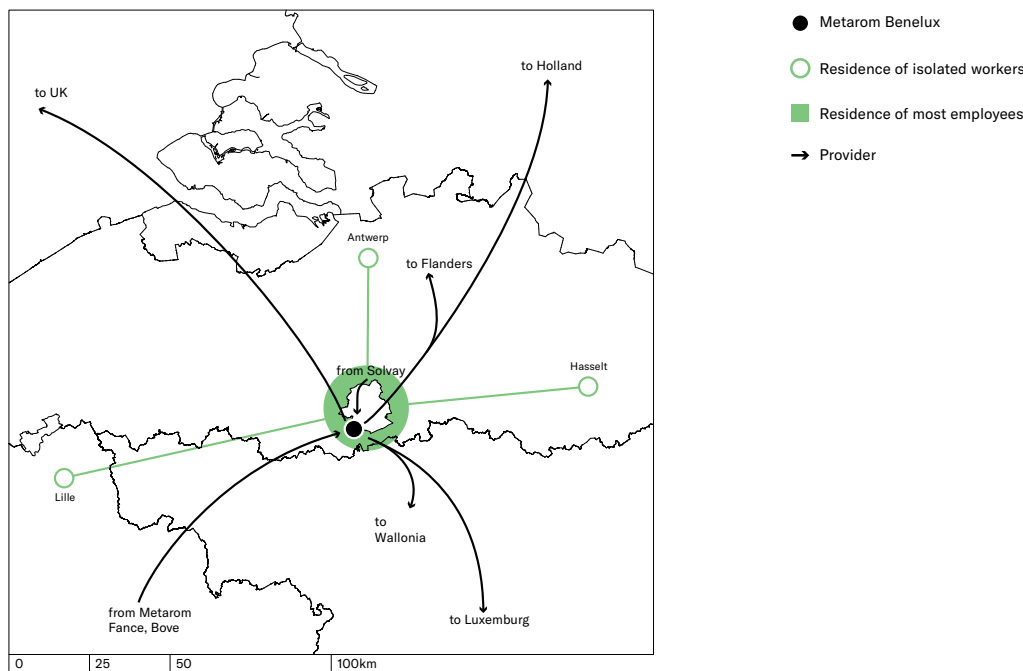 Metarom Benelux
to Holland
Residence of isolated workers
to UK
Residence of most employees
Provider
Antwerp
to Flanders
Hasselt
from Solvay
Lille
to
Wallonia
from Metarom
Fance, Bove
to Luxemburg
0
25
50
100km